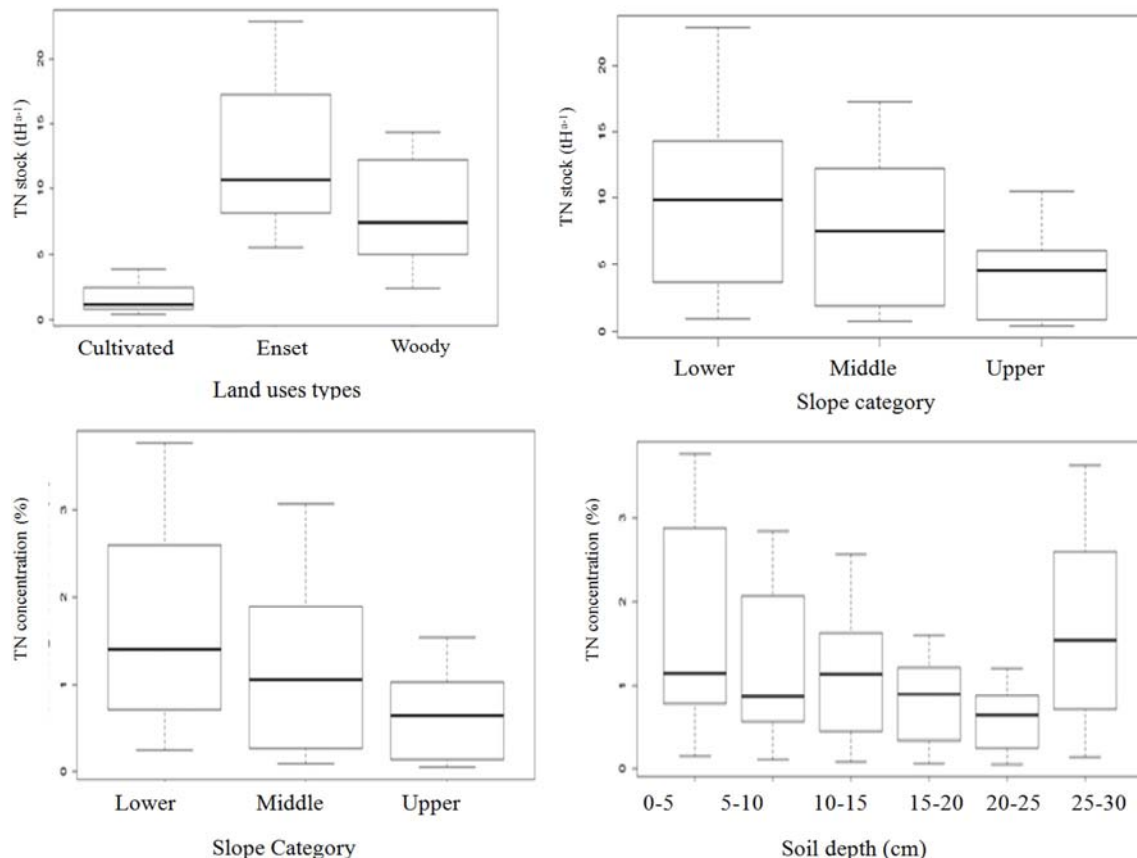 TN stock (tHa-1)
20
15
10
5
0
Cultivated Enset Woody
Land uses types
TN stock (tHa-1)
20
15
10
5
0
Lower Middle Upper
Slope category
TN concentration (%)
3
2
1
0
Lower Middle Upper
Slope Category
TN concentration (%)
3
2
1
0
0-5 5-10 10-15 15-20 20-25 25-30
Soil depth (cm)